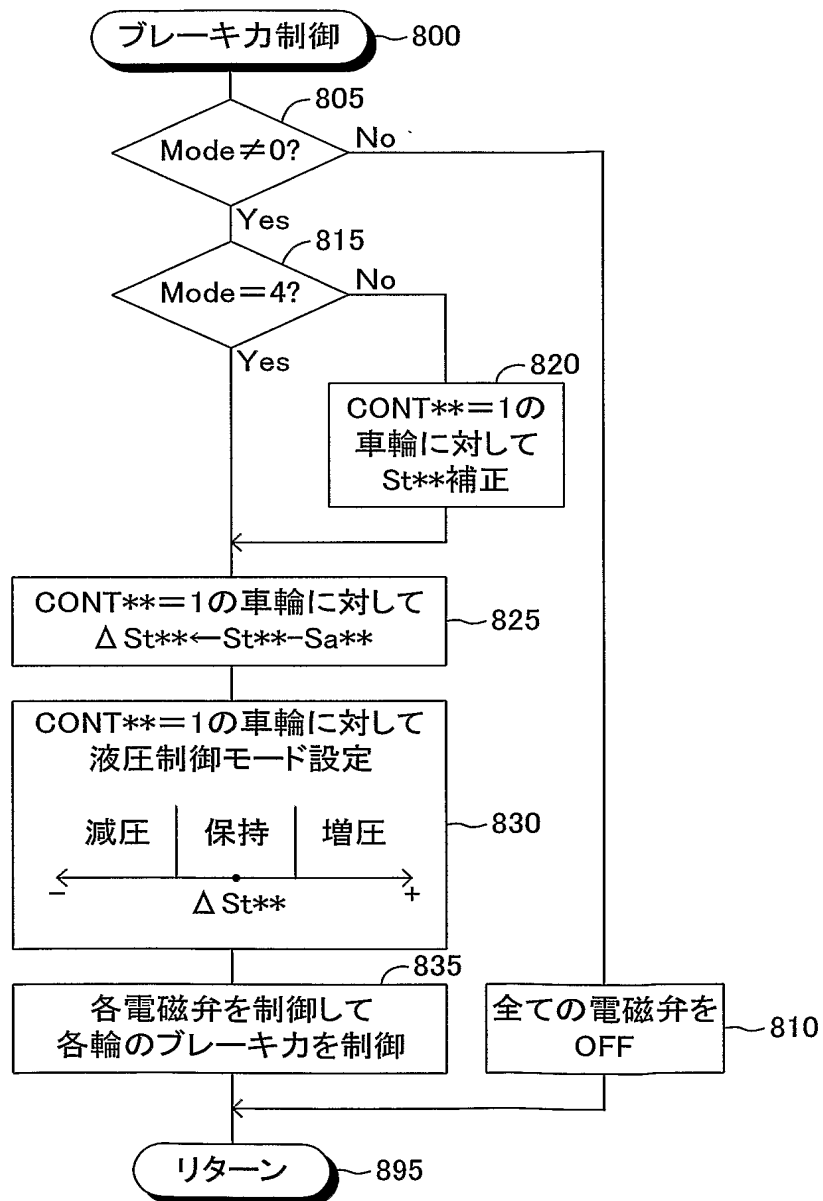 ブレーキ力制御
800
805
Mode≠0?
No
Yes
815
Mode=4?
No
Yes
820
CONT**=1の
車輪に対して
St**補正
CONT**=1の車輪に対して
ΔSt**←St**-Sa**
825
CONT**=1の車輪に対して
液圧制御モード設定
減圧 保持 増圧
- +
ΔSt**
830
835
各電磁弁を制御して
各輪のブレーキ力を制御
全ての電磁弁を
OFF
810
リターン
895